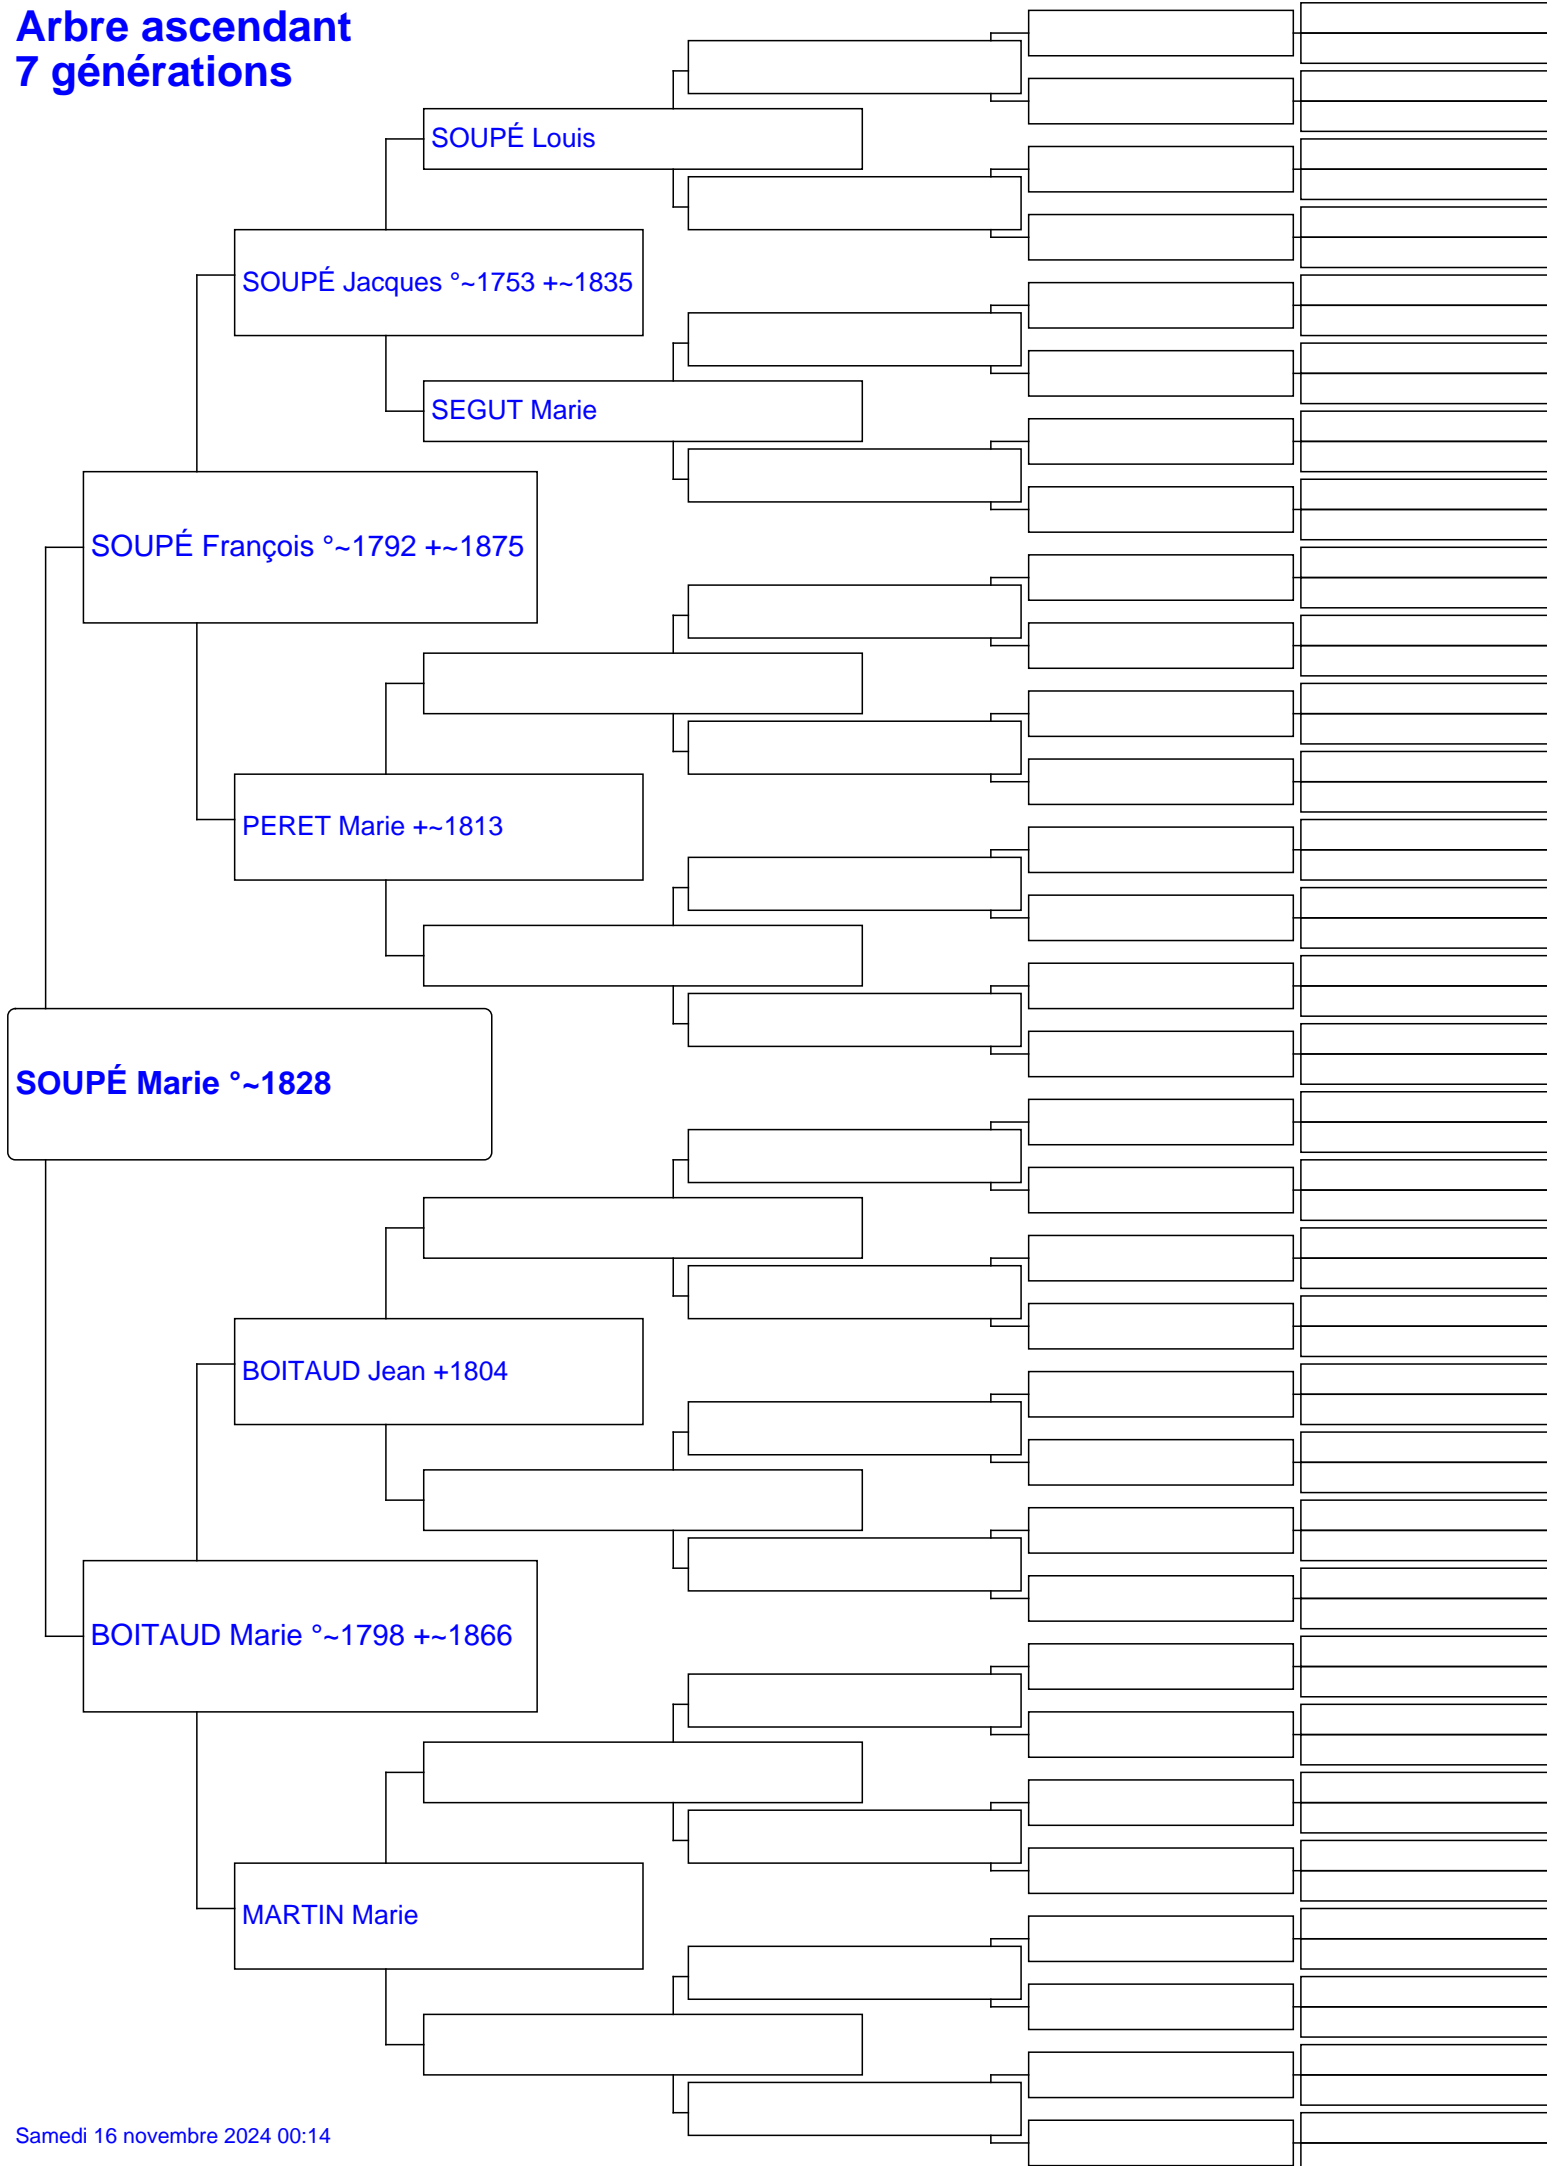 Arbre ascendant
7 générations
SOUPÉ Louis
SOUPÉ Jacques °~1753 +~1835
SEGUT Marie
SOUPÉ François °~1792 +~1875
PERET Marie +~1813
SOUPÉ Marie °~1828
BOITAUD Jean +1804
BOITAUD Marie °~1798 +~1866
MARTIN Marie
Samedi 16 novembre 2024 00:14